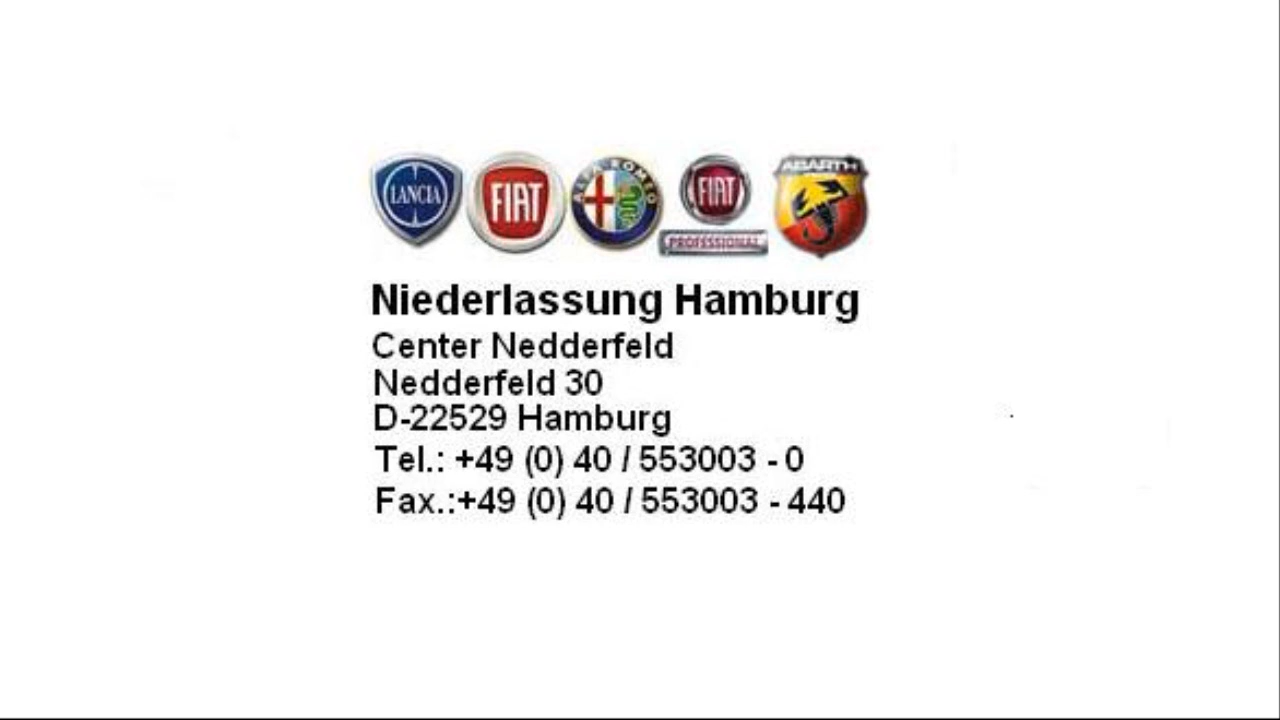 LANCIA FIAT ALFA ROMEO FIAT ABARTH
PROFESSIONAL
Niederlassung Hamburg
Center Nedderfeld
Nedderfeld 30
D-22529 Hamburg
Tel.: +49 (0) 40 / 553003 - 0
Fax.:+49 (0) 40 / 553003 - 440